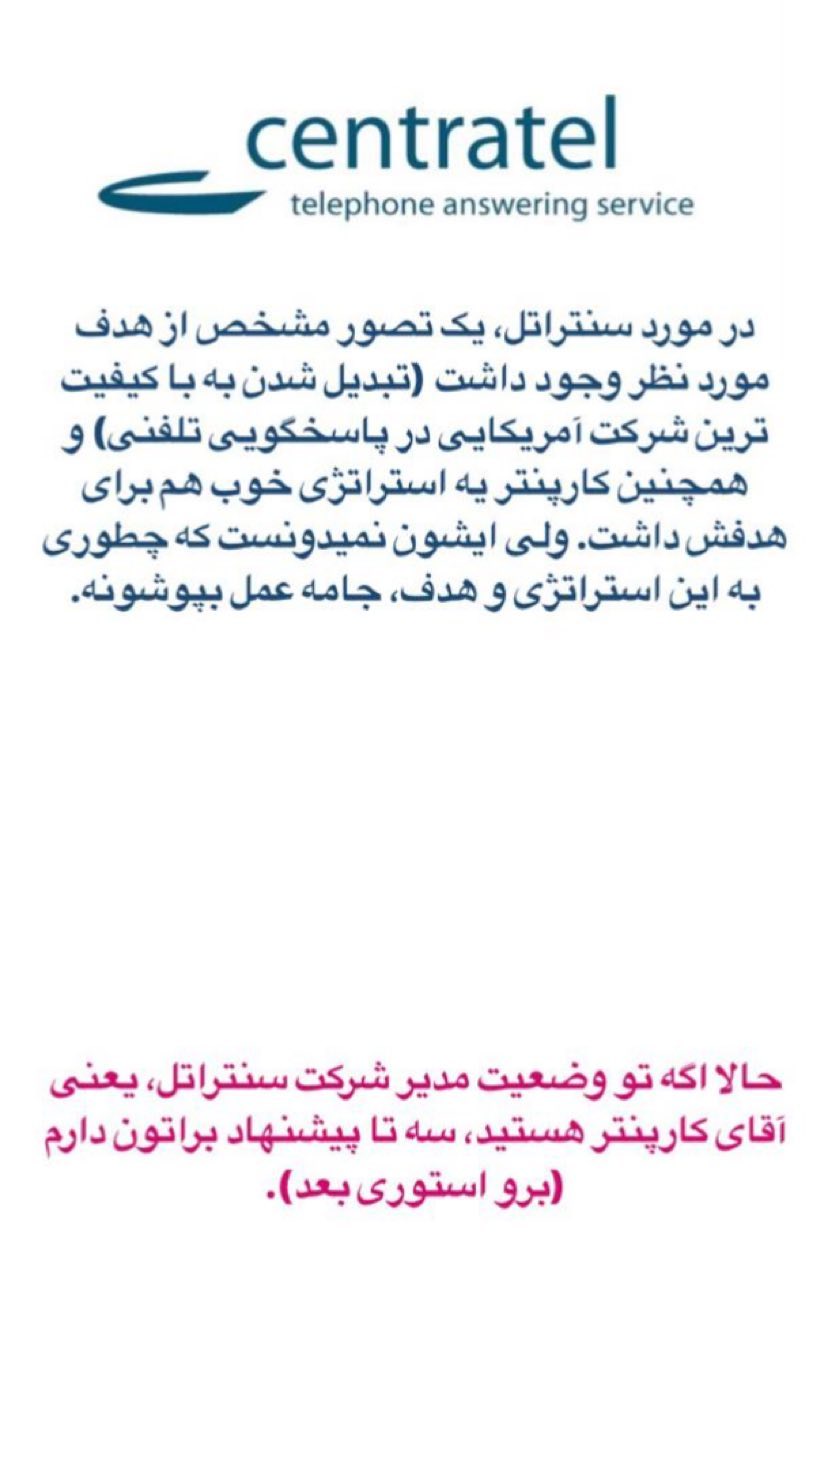 centratel
telephone answering service
در مورد سنتراتل، یک تصور مشخص از هدف
مورد نظر وجود داشت (تبدیل شدن به با کیفیت
ترین شرکت آمریکایی در پاسخگویی تلفنی) و
همچنین کارپنتر یه استراتژی خوب هم برای
هدفش داشت. ولی ایشون نمیدونست که چطوری
به این استراتژی و هدف، جامه عمل بپوشونه.
حالا اگه تو وضعیت مدیر شرکت سنتراتل، یعنی
آقای کارپنتر هستید، سه تا پیشنهاد براتون دارم
(برو استوری بعد).